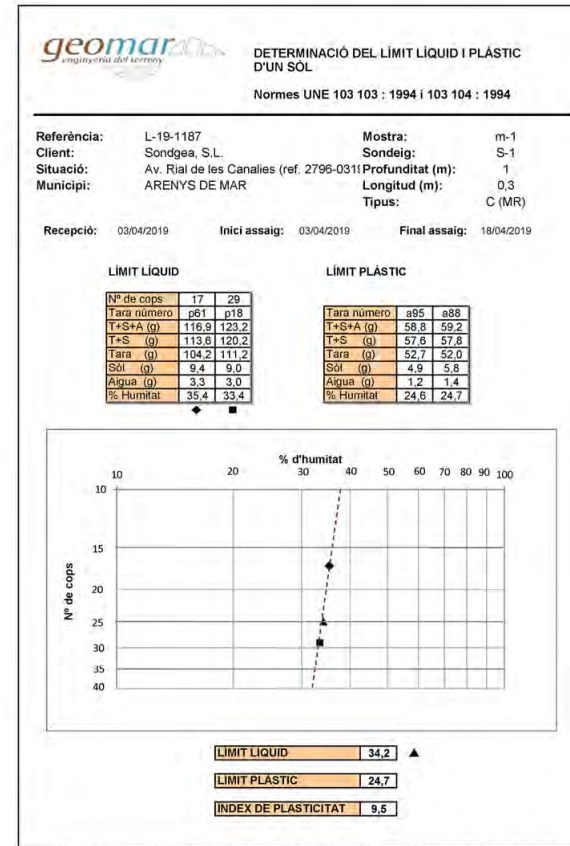 geomar
enginyeria del terreny
DETERMINACIÓ DEL LÍMIT LÍQUID I PLÀSTIC
D'UN SÒL
Normes UNE 103 103 : 1994 i 103 104 : 1994
Referència: L-19-1187 Mostra: m-1
Client: Sondgea, S.L. Sondeig: S-1
Situació: Av. Rial de les Canalies (ref. 2796-031 Profunditat (m): 1
Municipi: ARENYS DE MAR Longitud (m): 0,3
Tipus: C (MR)
Recepció: 03/04/2019 Inici assaig: 03/04/2019 Final assaig: 18/04/2019
LÍMIT LÍQUID LÍMIT PLÀSTIC
Nº de cops 17 29
Tara número p61 p18 Tara número a95 a88
T+S+A (g) 116,9 123,2 T+S+A (g) 58,8 59,2
T+S (g) 113,6 120,2 T+S (g) 57,6 57,8
Tara (g) 104,2 111,2 Tara (g) 52,7 52,0
Sòl (g) 9,4 9,0 Sòl (g) 4,9 5,8
Aigua (g) 3,3 3,0 Aigua (g) 1,2 1,4
% Humitat 35,4 33,4 % Humitat 24,6 24,7
% d'humitat
10 20 30 40 50 60 70 80 90 100
10
15
20
25
30
35
40
Nº de cops
LÍMIT LÍQUID 34,2
LÍMIT PLÀSTIC 24,7
INDEX DE PLASTICITAT 9,5